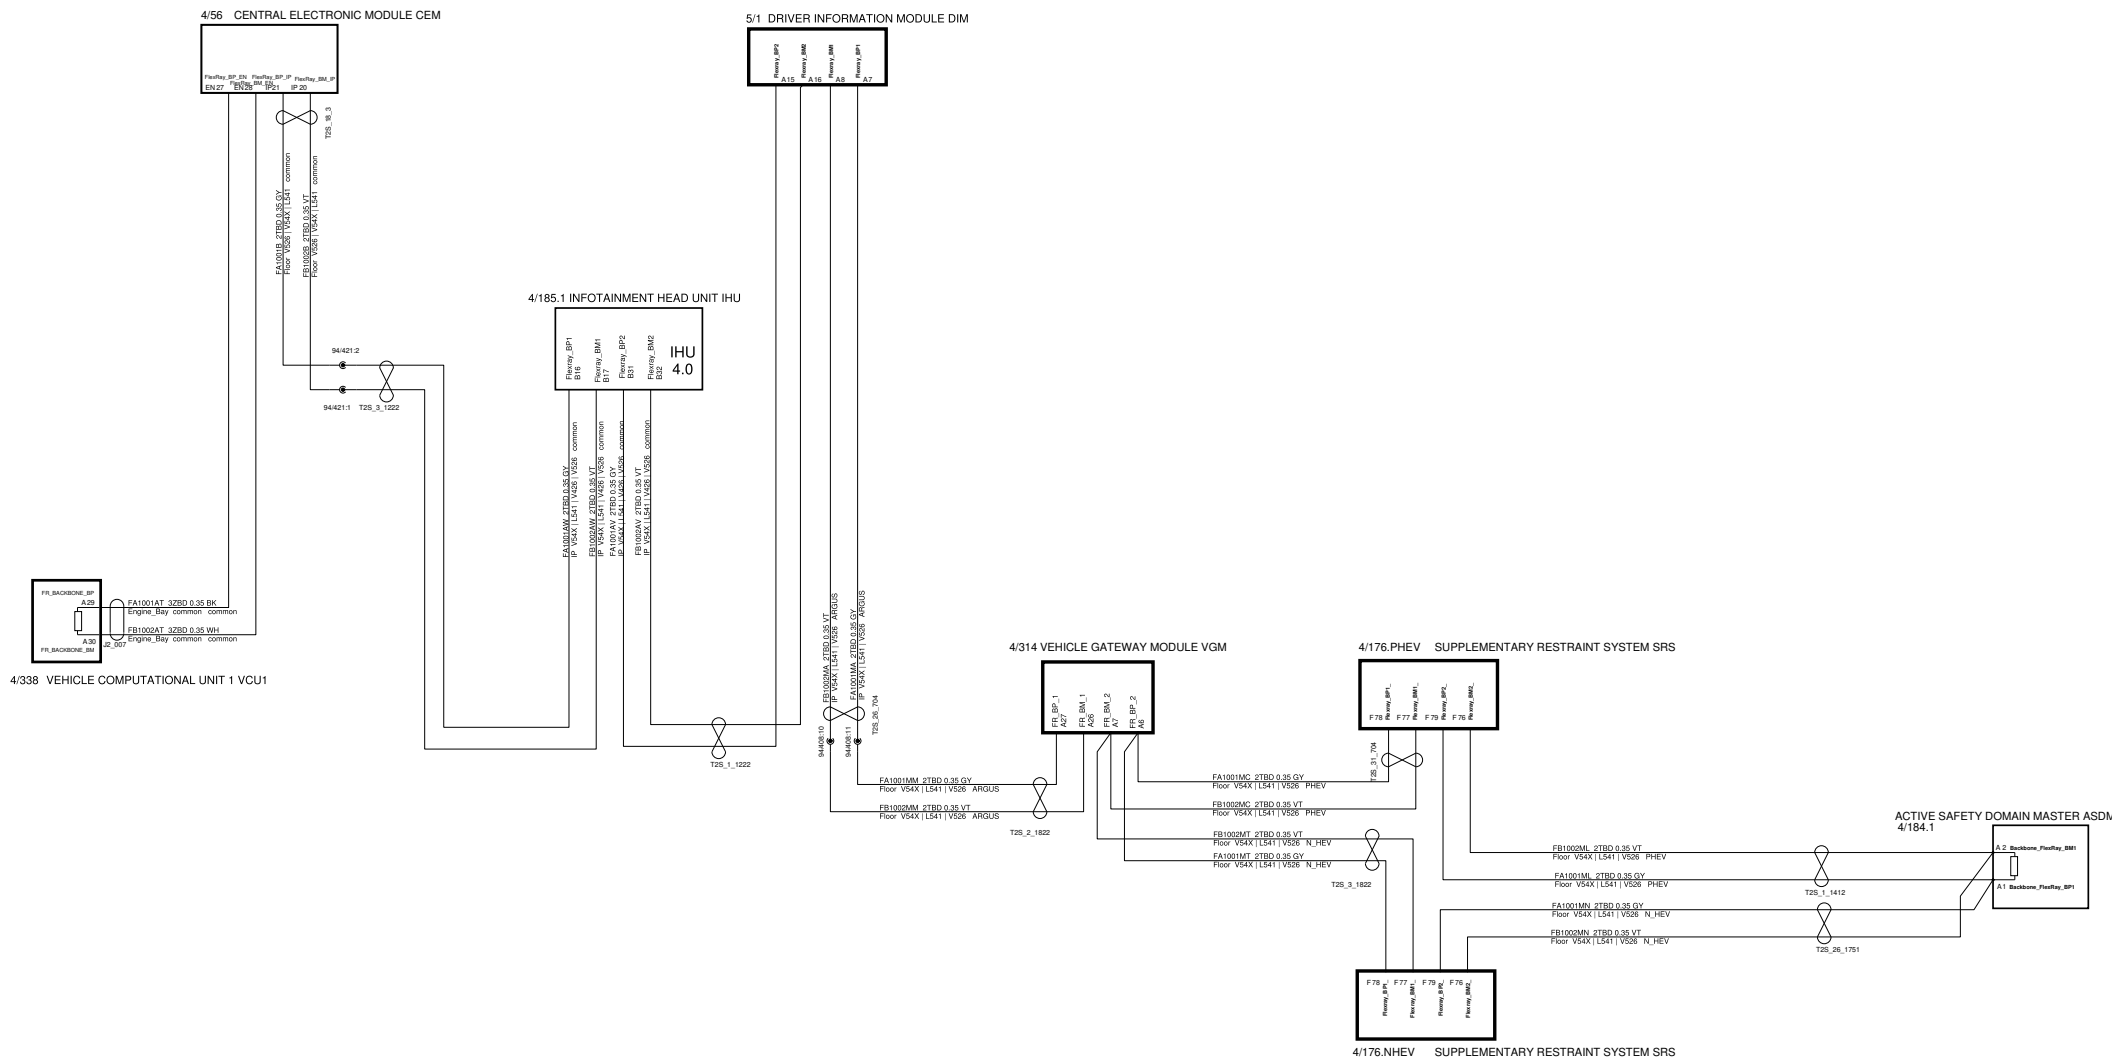 4/56 CENTRAL ELECTRONIC MODULE CEM
FlexRay_BP_EN FlexRay_BP_IP FlexRay_BM_IP
FlexRay_BM_EN
EN 27 EN28 IP21 IP 20
T2S_18_3
FA1001B 2TBD 0.35 GY
Floor V526 | V54X | L541 common
FB1002B 2TBD 0.35 VT
Floor V526 | V54X | L541 common
94/421:2
94/421:1 T2S_3_1222
5/1 DRIVER INFORMATION MODULE DIM
Flexray_BP2 Flexray_BM2 Flexray_BM1 Flexray_BP1
A15 A16 A8 A7
4/185.1 INFOTAINMENT HEAD UNIT IHU
Flexray_BP1 B16
Flexray_BM1 B17
Flexray_BP2 B31
Flexray_BM2 B32
IHU
4.0
FA1001AW 2TBD 0.35 GY
IP V54X | L541 | V426 | V526 common
FB1002AW 2TBD 0.35 VT
IP V54X | L541 | V426 | V526 common
FA1001AV 2TBD 0.35 GY
IP V54X | L541 | V426 | V526 common
FB1002AV 2TBD 0.35 VT
IP V54X | L541 | V426 | V526 common
T2S_1_1222
FR_BACKBONE_BP
A29
A30
FR_BACKBONE_BM
J2_007
FA1001AT 3ZBD 0.35 BK
Engine_Bay common common
FB1002AT 3ZBD 0.35 WH
Engine_Bay common common
4/338 VEHICLE COMPUTATIONAL UNIT 1 VCU1
FB1002MA 2TBD 0.35 VT
IP V54X | L541 | V526 ARGUS
FA1001MA 2TBD 0.35 GY
IP V54X | L541 | V526 ARGUS
T2S_26_704
94/408:10
94/408:11
FA1001MM 2TBD 0.35 GY
Floor V54X | L541 | V526 ARGUS
FB1002MM 2TBD 0.35 VT
Floor V54X | L541 | V526 ARGUS
T2S_2_1822
4/314 VEHICLE GATEWAY MODULE VGM
FR_BP_1 A27
FR_BM_1 A26
FR_BM_2 A7
FR_BP_2 A6
4/176.PHEV SUPPLEMENTARY RESTRAINT SYSTEM SRS
F78 Flexray_BP1_
F77 Flexray_BM1_
F79 Flexray_BP2_
F76 Flexray_BM2_
T2S_31_704
FA1001MC 2TBD 0.35 GY
Floor V54X | L541 | V526 PHEV
FB1002MC 2TBD 0.35 VT
Floor V54X | L541 | V526 PHEV
FB1002MT 2TBD 0.35 VT
Floor V54X | L541 | V526 N_HEV
FA1001MT 2TBD 0.35 GY
Floor V54X | L541 | V526 N_HEV
T2S_3_1822
ACTIVE SAFETY DOMAIN MASTER ASDM
4/184.1
A 2 Backbone_FlexRay_BM1
A1 Backbone_FlexRay_BP1
FB1002ML 2TBD 0.35 VT
Floor V54X | L541 | V526 PHEV
FA1001ML 2TBD 0.35 GY
Floor V54X | L541 | V526 PHEV
T2S_1_1412
FA1001MN 2TBD 0.35 GY
Floor V54X | L541 | V526 N_HEV
FB1002MN 2TBD 0.35 VT
Floor V54X | L541 | V526 N_HEV
T2S_26_1751
F78 Flexray_BP1_
F77 Flexray_BM1_
F79 Flexray_BP2_
F76 Flexray_BM2_
4/176.NHEV SUPPLEMENTARY RESTRAINT SYSTEM SRS